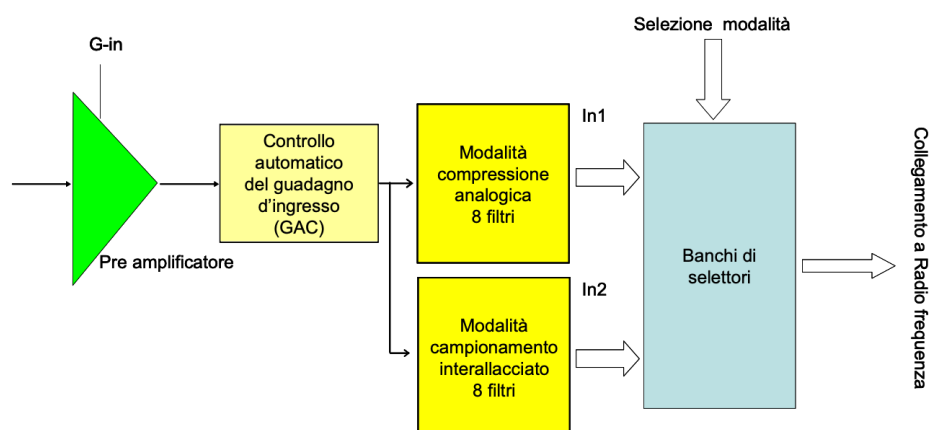 Selezione modalità
G-in
In1
Controllo
automatico
del guadagno
d'ingresso
(GAC)
Modalità
compressione
analogica
8 filtri
Pre amplificatore
Banchi di
selettori
In2
Modalità
campionamento
interallacciato
8 filtri
Collegamento a Radio frequenza